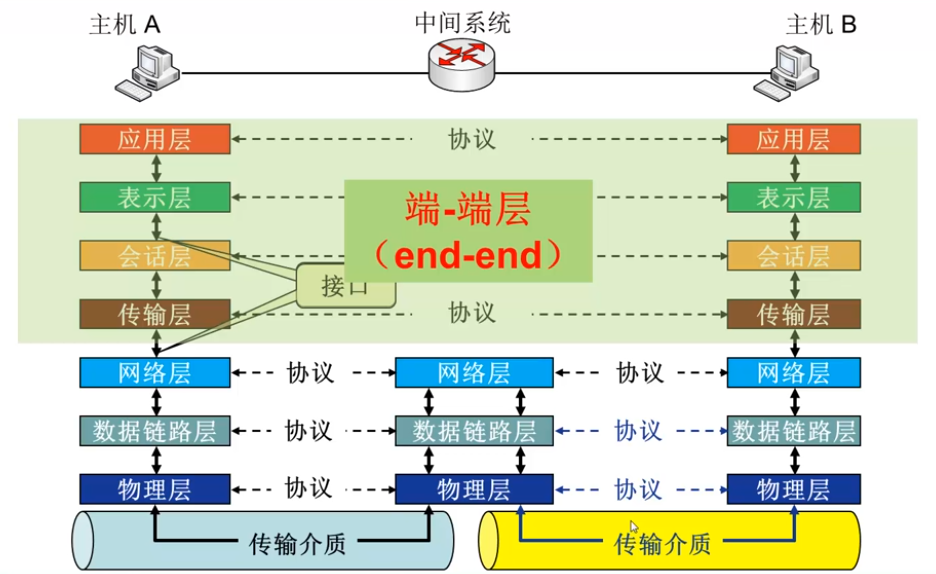 主机 A
中间系统
主机 B
应用层
协议
应用层
表示层
表示层
端-端层
（end-end）
会话层
会话层
接口
传输层
协议
传输层
网络层
协议
网络层
协议
网络层
数据链路层
协议
数据链路层
协议
数据链路层
物理层
协议
物理层
协议
物理层
传输介质
传输介质